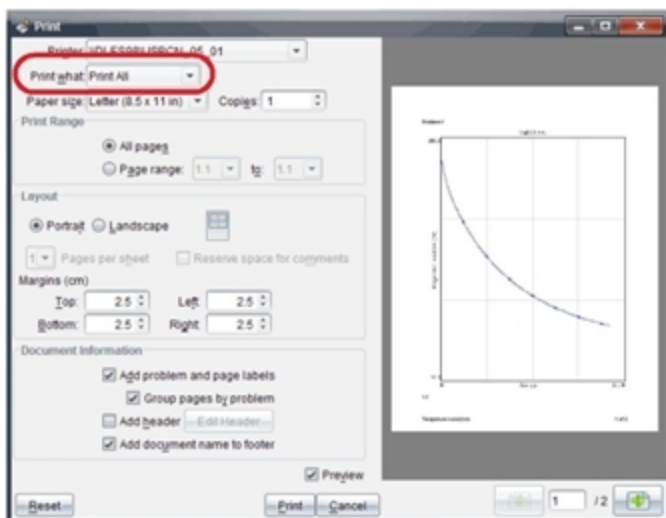 Print
Printer:
Print what: Print All
Paper size: Letter (8.5 x 11 in) Copies: 1
Print Range
All pages
Page range: 1.1 to: 1.1
Layout
Portrait Landscape
1 Pages per sheet Reserve space for comments
Margins (cm)
Top: 2.5 Left: 2.5
Bottom: 2.5 Right: 2.5
Document Information
Add problem and page labels
Group pages by problem
Add header Edit Header
Add document name to footer
Preview
Reset Print Cancel
1 /2